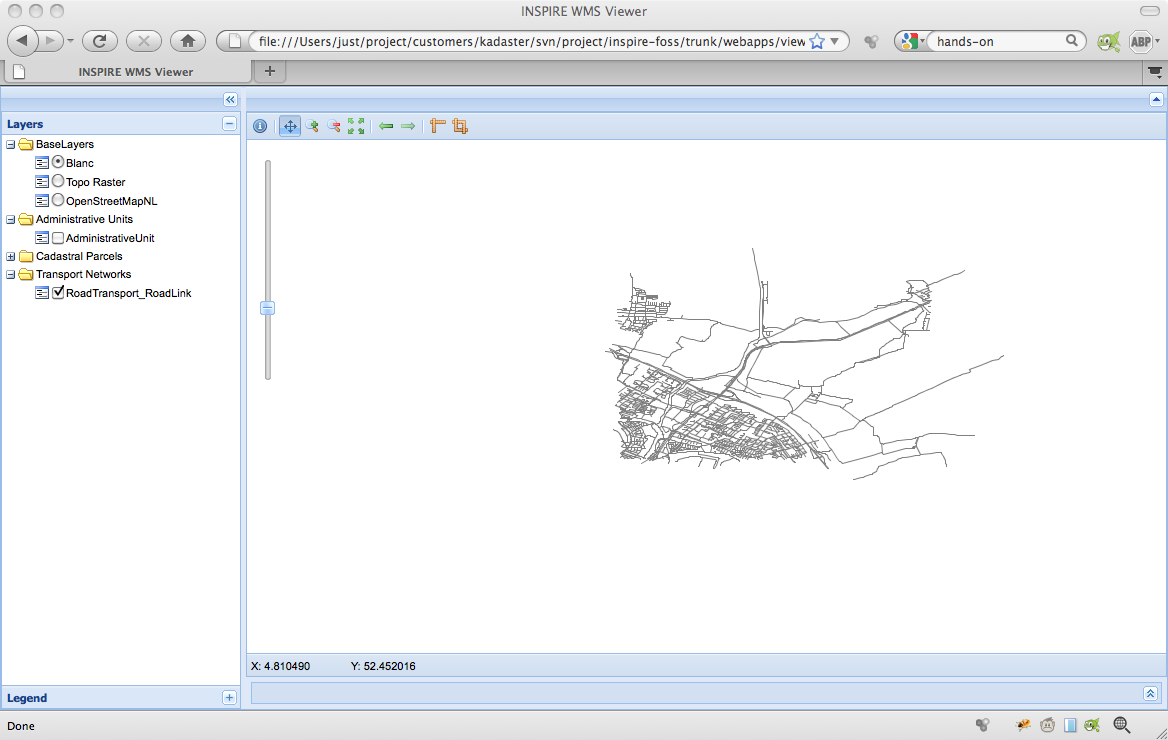 INSPIRE WMS Viewer
file:///Users/just/project/customers/kadaster/svn/project/inspire-foss/trunk/webapps/view
hands-on
ABP
INSPIRE WMS Viewer
Layers
BaseLayers
Blanc
Topo Raster
OpenStreetMapNL
Administrative Units
AdministrativeUnit
Cadastral Parcels
Transport Networks
RoadTransport_RoadLink
X: 4.810490 Y: 52.452016
Legend
Done